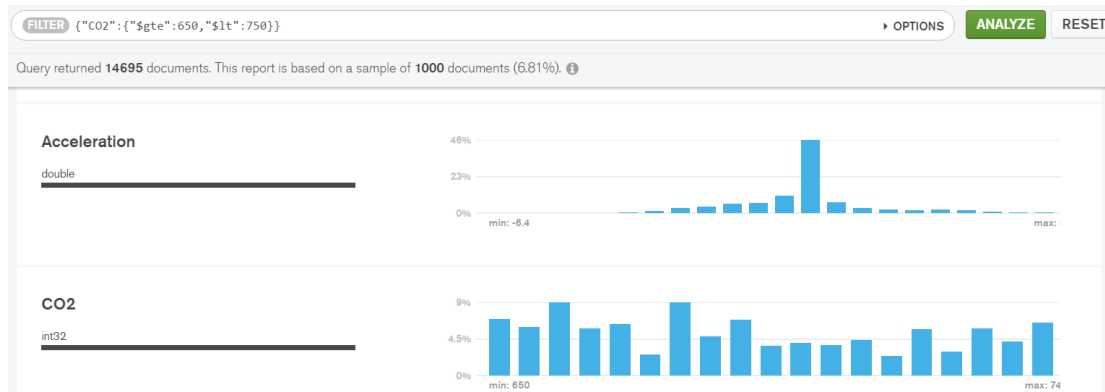 FILTER {"CO2":{"$gte":650,"$lt":750}} OPTIONS ANALYZE RESET
Query returned 14695 documents. This report is based on a sample of 1000 documents (6.81%).
Acceleration
double
46%
23%
0%
min: -6.4 max:
CO2
int32
9%
4.5%
0%
min: 650 max: 74